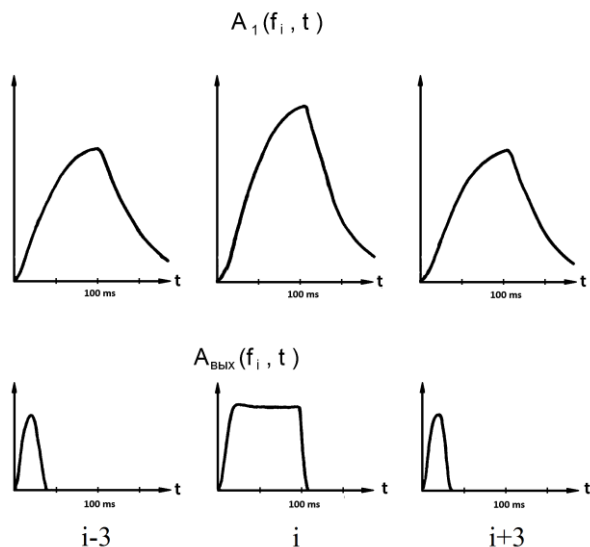 A₁(fᵢ, t)
t t t
100 ms 100 ms 100 ms
Aвых(fᵢ, t)
t t t
100 ms 100 ms 100 ms
i-3 i i+3